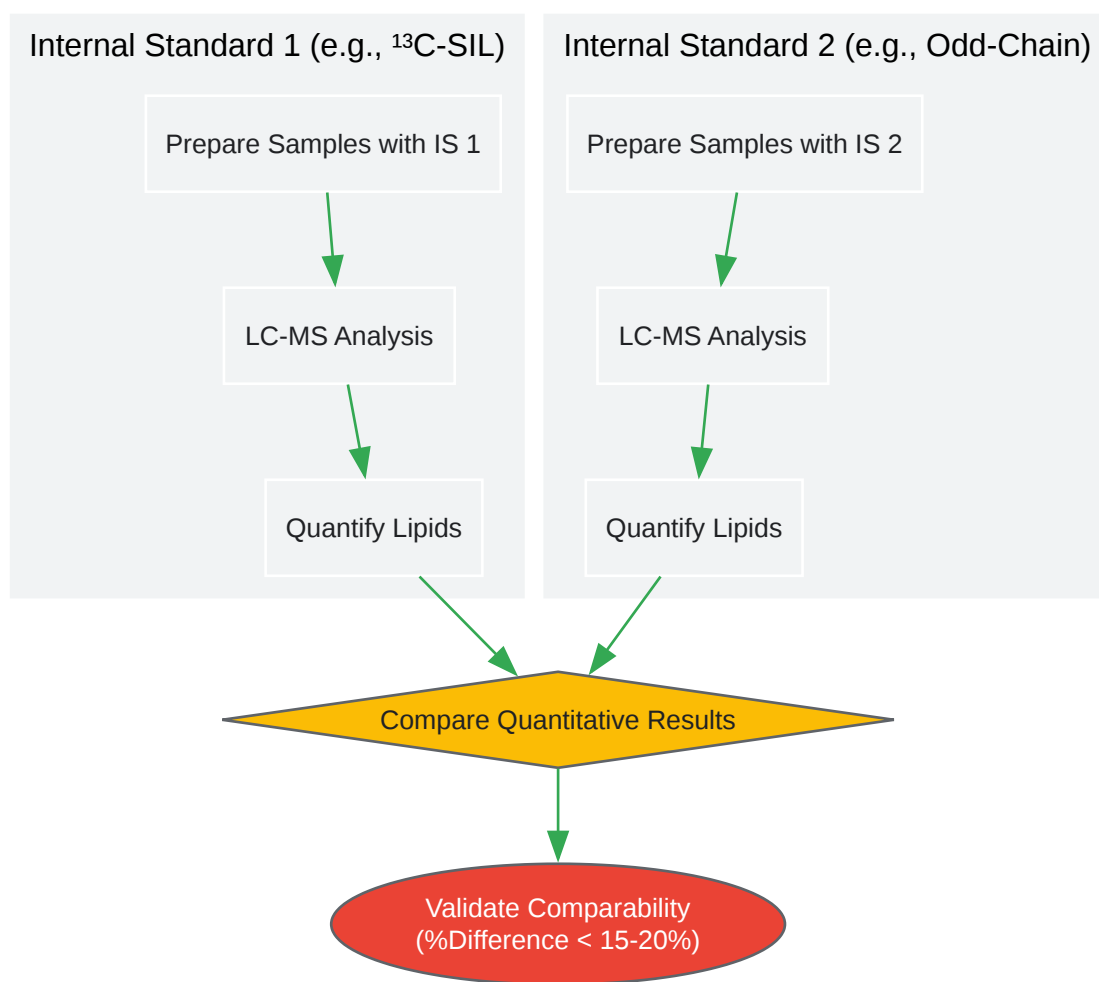 Internal Standard 1 (e.g., ¹³C-SIL)
Prepare Samples with IS 1
LC-MS Analysis
Quantify Lipids
Internal Standard 2 (e.g., Odd-Chain)
Prepare Samples with IS 2
LC-MS Analysis
Quantify Lipids
Compare Quantitative Results
Validate Comparability
(%Difference < 15-20%)